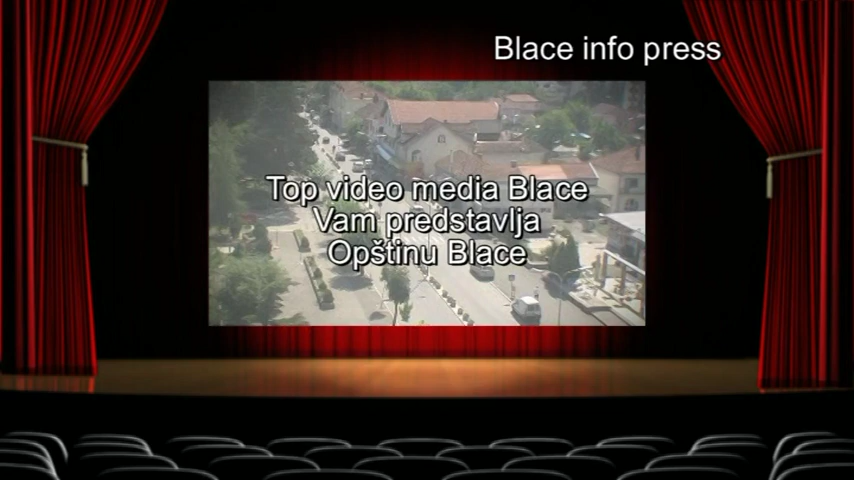 Blace info press
Top video media Blace
Vam predstavlja
Opštinu Blace